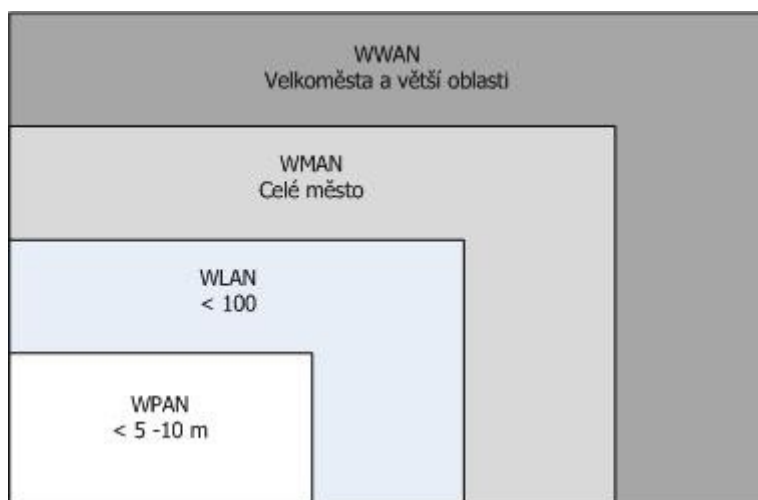 WWAN
Velkoměsta a větší oblasti
WMAN
Celé město
WLAN
< 100
WPAN
< 5 -10 m